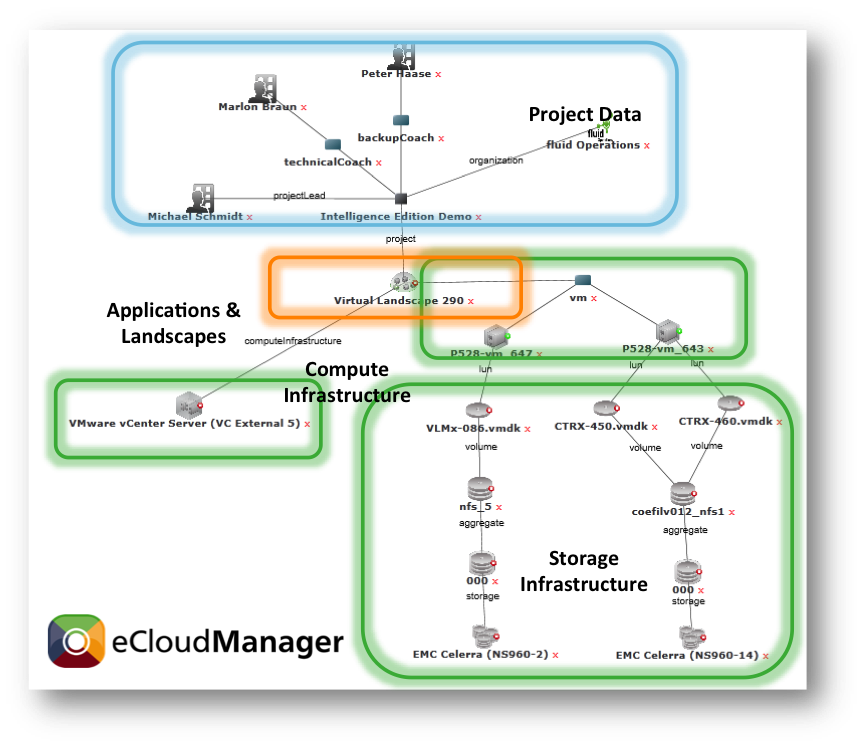 Peter Haase x
Marlon Braun x
Project Data
fluid
backupCoach x
fluid Operations x
technicalCoach x
organization
projectLead
Michael Schmidt x
Intelligence Edition Demo x
project
Virtual Landscape 290 x
vm x
Applications &
Landscapes
computeInfrastructure
P528-vm_647 x
P528-vm_643 x
Compute
Infrastructure
lun
lun
lun
VMware vCenter Server (VC External 5) x
VLMx-086.vmdk x
CTRX-450.vmdk x
CTRX-460.vmdk x
volume
volume
volume
nfs_5 x
coefilv012_nfs1 x
aggregate
aggregate
Storage
Infrastructure
000 x
000 x
storage
storage
eCloudManager
EMC Celerra (NS960-2) x
EMC Celerra (NS960-14) x